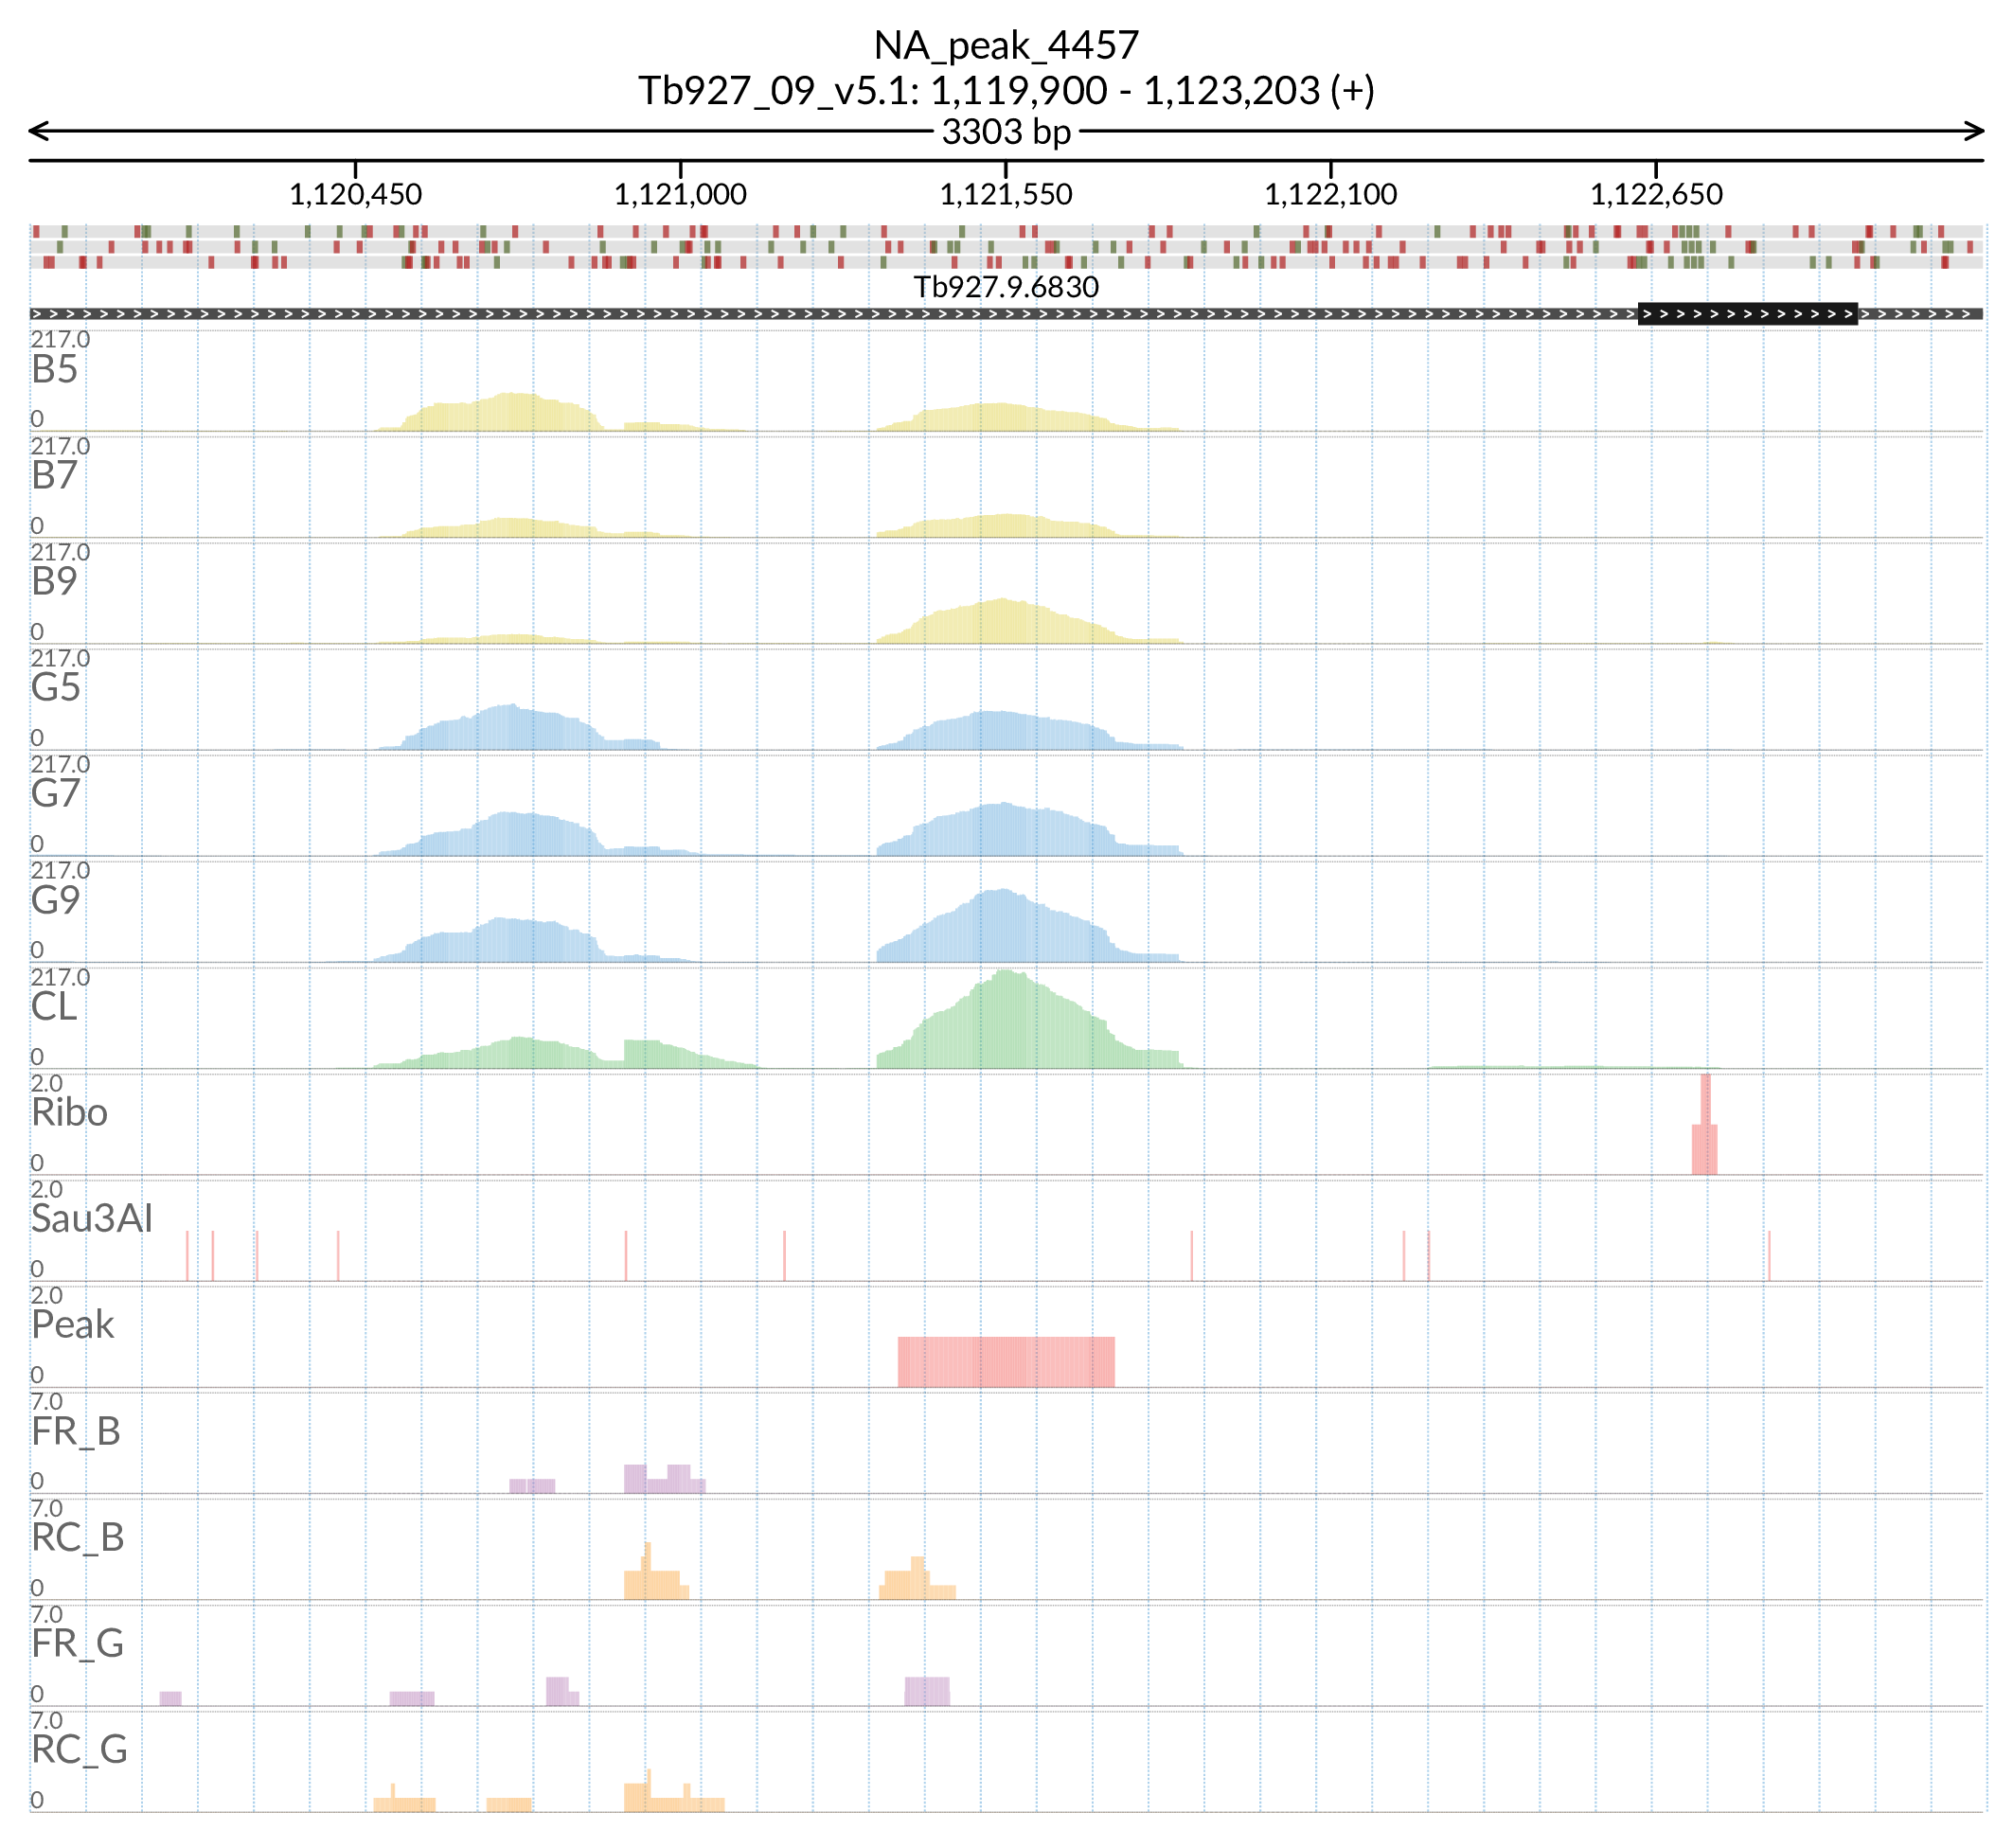 NA_peak_4457
Tb927_09_v5.1: 1,119,900 - 1,123,203 (+)
3303 bp
1,120,450 1,121,000 1,121,550 1,122,100 1,122,650
Tb927.9.6830
217.0
B5
0
217.0
B7
0
217.0
B9
0
217.0
G5
0
217.0
G7
0
217.0
G9
0
217.0
CL
0
2.0
Ribo
0
2.0
Sau3AI
0
2.0
Peak
0
7.0
FR_B
0
7.0
RC_B
0
7.0
FR_G
0
7.0
RC_G
0